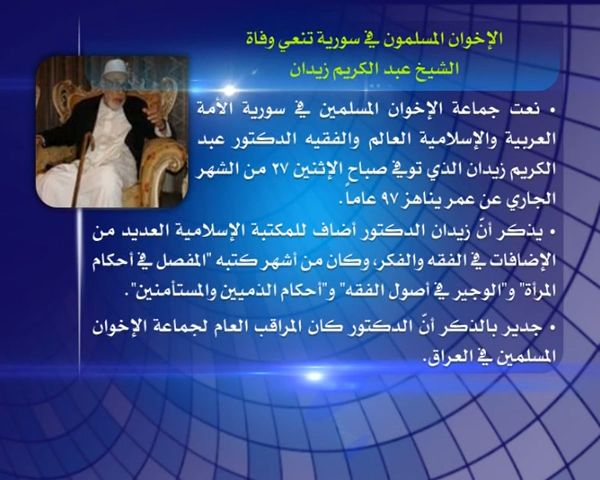 الإخوان المسلمون في سورية تنعي وفاة
الشيخ عبد الكريم زيدان
• نعت جماعة الإخوان المسلمين في سورية الأمة
العربية والإسلامية العالم والفقيه الدكتور عبد
الكريم زيدان الذي توفي صباح الإثنين ٢٧ من الشهر
الجاري عن عمر يناهز ٩٧ عاماً.
• يذكر أنّ زيدان الدكتور أضاف للمكتبة الإسلامية العديد من
الإضافات في الفقه والفكر، وكان من أشهر كتبه "المفصل في أحكام
المرأة" و"الوجير في أصول الفقه" و"أحكام الذميين والمستأمنين".
• جدير بالذكر أنّ الدكتور كان المراقب العام لجماعة الإخوان
المسلمين في العراق.